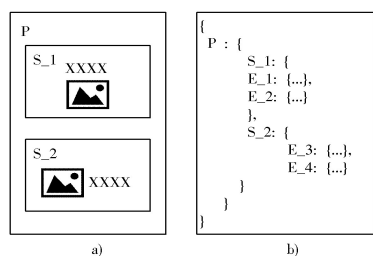 P
S_1
XXXX
S_2
XXXX
a)
{
P : {
S_1: {
E_1: {...},
E_2: {...}
},
S_2: {
E_3: {...},
E_4: {...}
}
}
}
b)